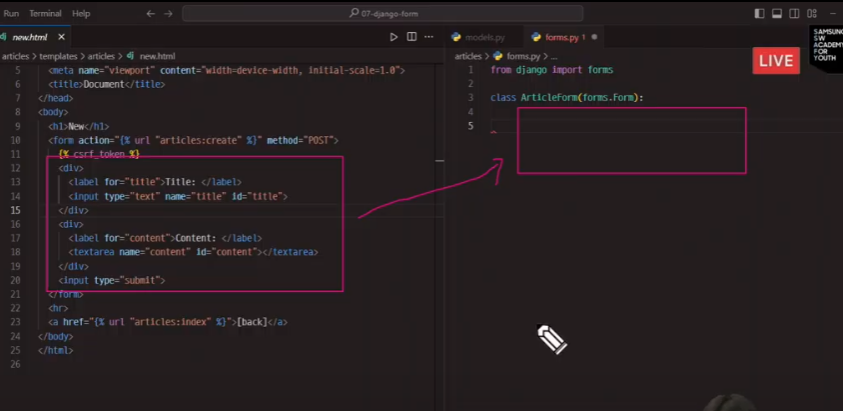 Run Terminal Help
07-django-form
new.html
articles > templates > articles > new.html
5 <meta name="viewport" content="width=device-width, initial-scale=1.0">
6 <title>Document</title>
7 </head>
8 <body>
9 <h1>New</h1>
10 <form action="{% url "articles:create" %}" method="POST">
11 {% csrf_token %}
12 <div>
13 <label for="title">Title: </label>
14 <input type="text" name="title" id="title">
15 </div>
16 <div>
17 <label for="content">Content: </label>
18 <textarea name="content" id="content"></textarea>
19 </div>
20 <input type="submit">
21 </form>
22 <hr>
23 <a href="{% url "articles:index" %}">[back]</a>
24 </body>
25 </html>
26
models.py
forms.py 1
articles > forms.py > ...
1 from django import forms
2
3 class ArticleForm(forms.Form):
4
5
LIVE
SAMSUNG
SW
ACADEMY
FOR
YOUTH